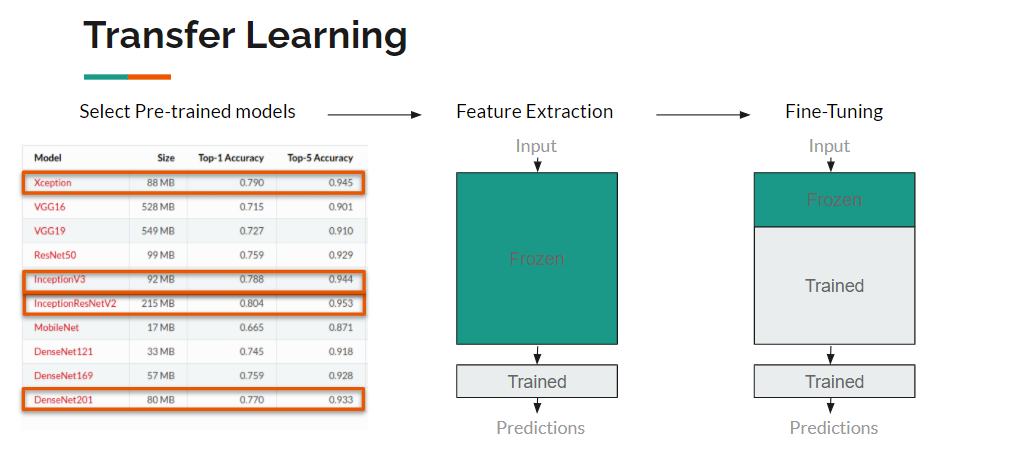 Transfer Learning
Select Pre-trained models
Feature Extraction
Fine-Tuning
Model Size Top-1 Accuracy Top-5 Accuracy
Xception 88 MB 0.790 0.945
VGG16 528 MB 0.715 0.901
VGG19 549 MB 0.727 0.910
ResNet50 99 MB 0.759 0.929
InceptionV3 92 MB 0.788 0.944
InceptionResNetV2 215 MB 0.804 0.953
MobileNet 17 MB 0.665 0.871
DenseNet121 33 MB 0.745 0.918
DenseNet169 57 MB 0.759 0.928
DenseNet201 80 MB 0.770 0.933
Input
Frozen
Trained
Predictions
Input
Frozen
Trained
Trained
Predictions